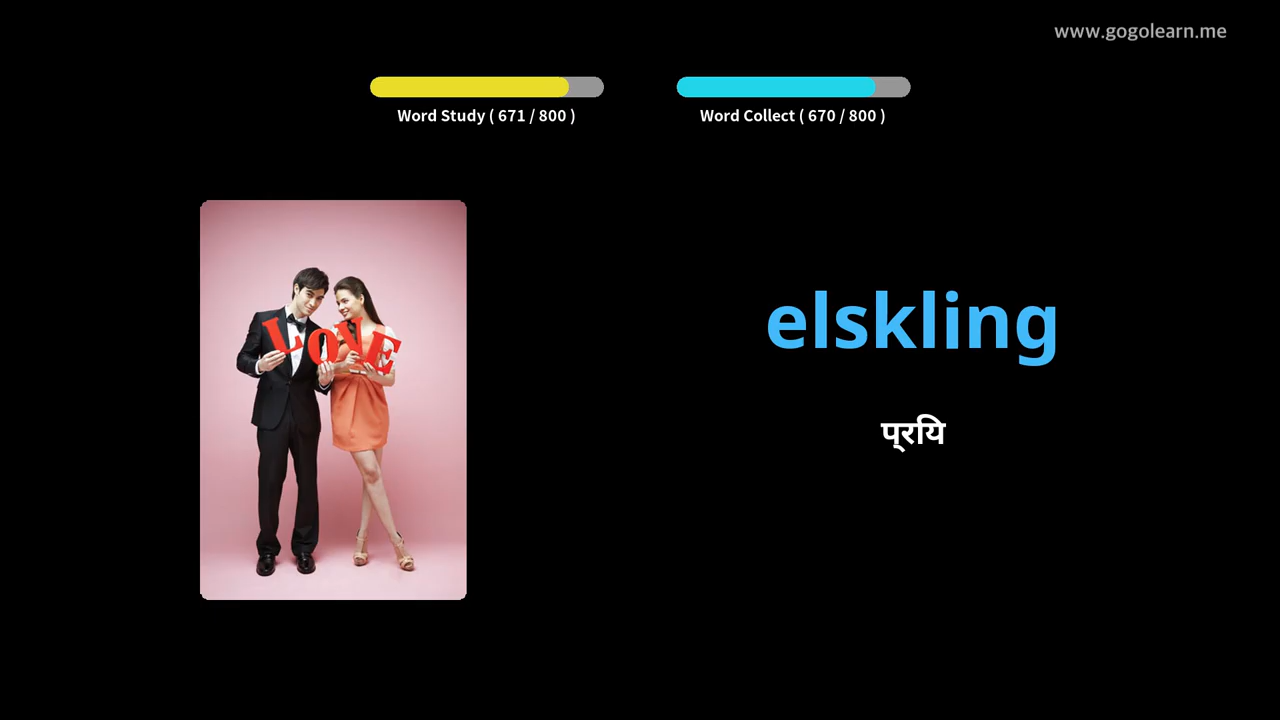 www.gogolearn.me
Word Study ( 671 / 800 )
Word Collect ( 670 / 800 )
LOVE
elskling
प्रयि